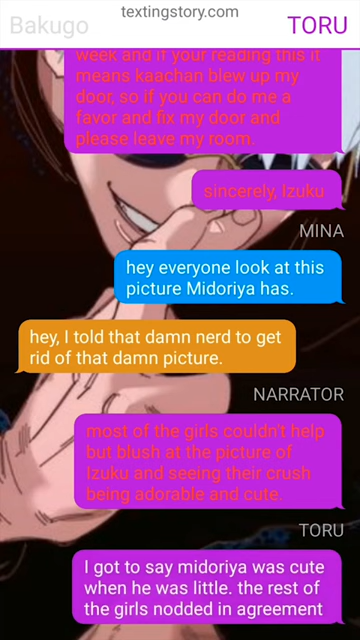 textingstory.com
Bakugo
TORU
week and if your reading this it
means kaachan blew up my
door, so if you can do me a
favor and fix my door and
please leave my room.
sincerely, Izuku
MINA
hey everyone look at this
picture Midoriya has.
hey, I told that damn nerd to get
rid of that damn picture.
NARRATOR
most of the girls couldn't help
but blush at the picture of
Izuku and seeing their crush
being adorable and cute.
TORU
I got to say midoriya was cute
when he was little. the rest of
the girls nodded in agreement